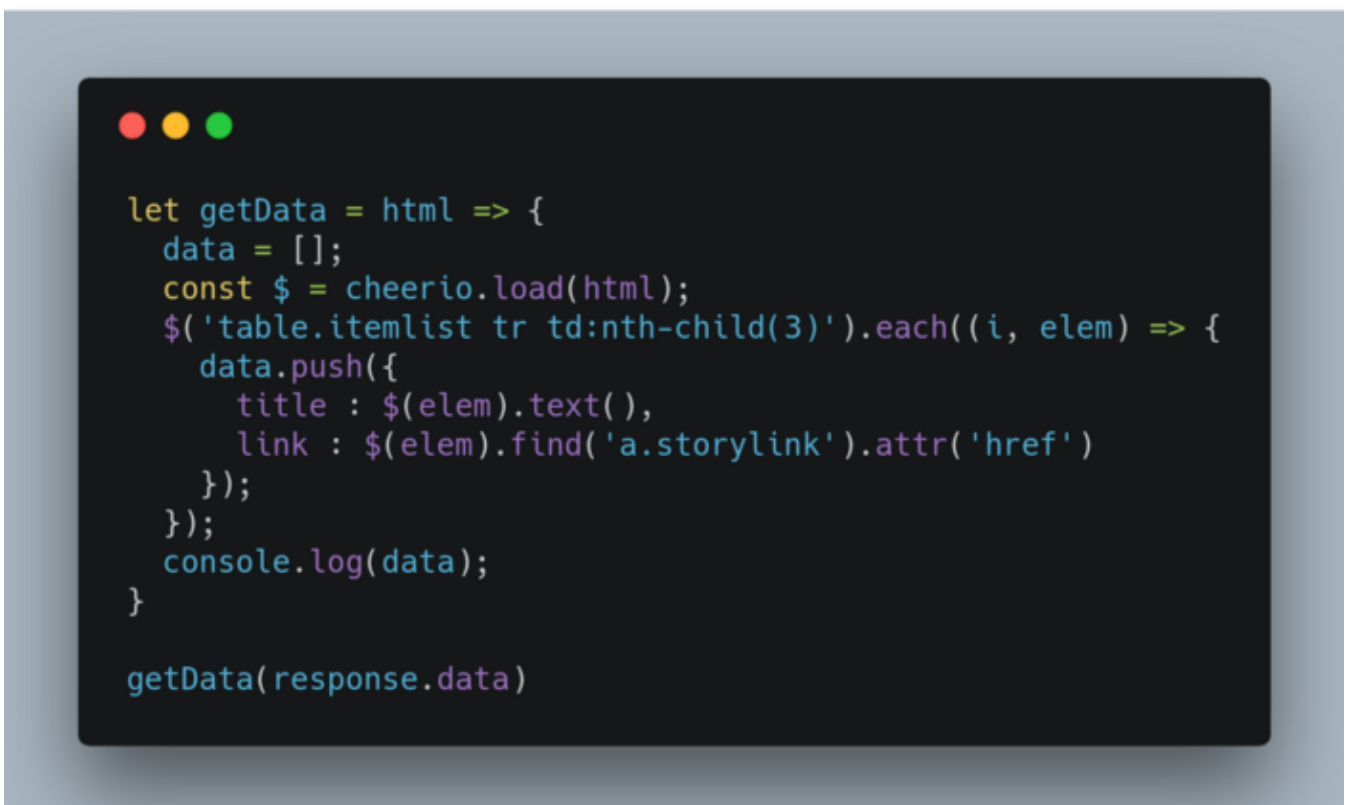 let getData = html => {
  data = [];
  const $ = cheerio.load(html);
  $('table.itemlist tr td:nth-child(3)').each((i, elem) => {
    data.push({
      title : $(elem).text(),
      link : $(elem).find('a.storylink').attr('href')
    });
  });
  console.log(data);
}

getData(response.data)